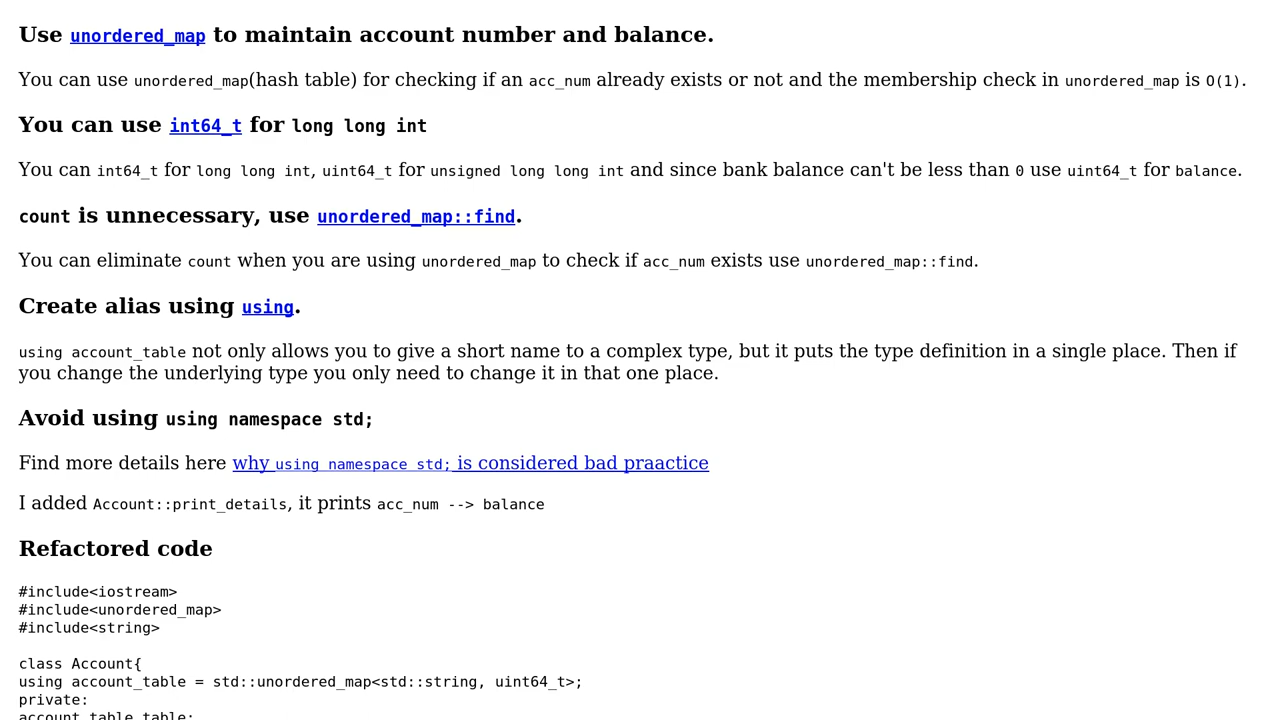 Use unordered_map to maintain account number and balance.
You can use unordered_map(hash table) for checking if an acc_num already exists or not and the membership check in unordered_map is O(1).
You can use int64_t for long long int
You can int64_t for long long int, uint64_t for unsigned long long int and since bank balance can't be less than 0 use uint64_t for balance.
count is unnecessary, use unordered_map::find.
You can eliminate count when you are using unordered_map to check if acc_num exists use unordered_map::find.
Create alias using using.
using account_table not only allows you to give a short name to a complex type, but it puts the type definition in a single place. Then if
you change the underlying type you only need to change it in that one place.
Avoid using using namespace std;
Find more details here why using namespace std; is considered bad praactice
I added Account::print_details, it prints acc_num --> balance
Refactored code
#include<iostream>
#include<unordered_map>
#include<string>
class Account{
using account_table = std::unordered_map<std::string, uint64_t>;
private:
account_table table;